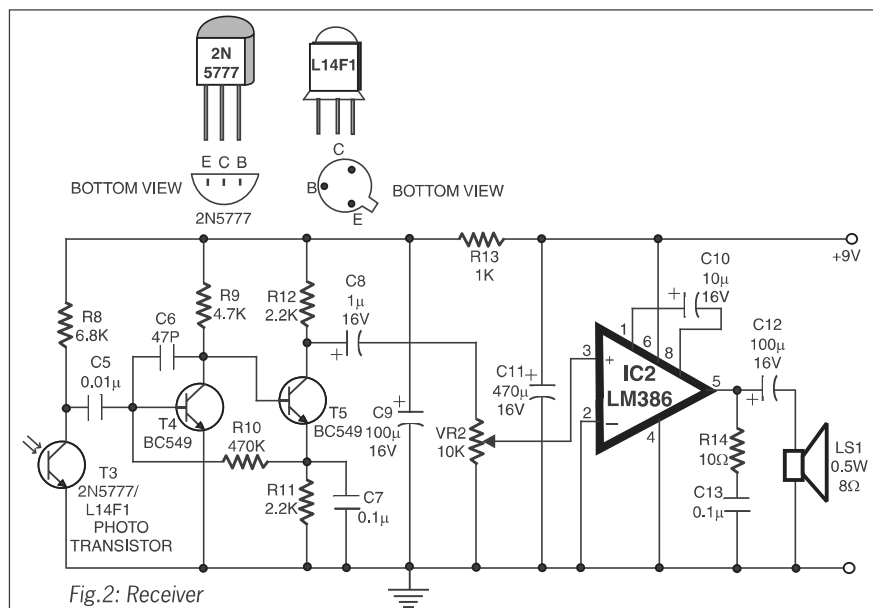 2N
5777
L14F1
E C B
C
B
E
BOTTOM VIEW
BOTTOM VIEW
2N5777
R13
1K
+9V
R8
6.8K
C6
47P
R9
4.7K
R12
2.2K
C8
1µ
16V
C10
10µ
16V
+
C12
100µ
16V
+
C5
0.01µ
T4
BC549
T5
BC549
R10
470K
+
C9
100µ
16V
+
C11
470µ
16V
+
VR2
10K
1
6
8
3
+
2
–
5
4
IC2
LM386
R14
10Ω
C13
0.1µ
LS1
0.5W
8Ω
T3
2N5777/
L14F1
PHOTO
TRANSISTOR
R11
2.2K
C7
0.1µ
Fig.2: Receiver